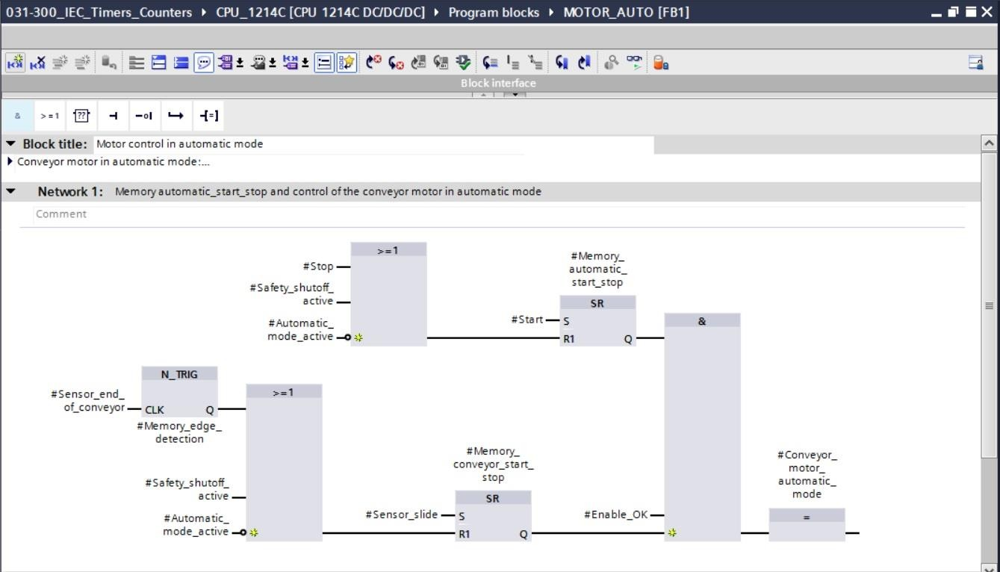 031-300_IEC_Timers_Counters ▸ CPU_1214C [CPU 1214C DC/DC/DC] ▸ Program blocks ▸ MOTOR_AUTO [FB1]
Block interface
& >=1 ??
Block title: Motor control in automatic mode
Conveyor motor in automatic mode:...
Network 1: Memory automatic_start_stop and control of the conveyor motor in automatic mode
Comment
>=1
#Stop
#Safety_shutoff_
active
#Automatic_
mode_active
#Memory_
automatic_
start_stop
SR
#Start
S
R1 Q
&
N_TRIG
#Sensor_end_
of_conveyor
CLK Q
#Memory_edge_
detection
>=1
#Safety_shutoff_
active
#Automatic_
mode_active
#Memory_
conveyor_start_
stop
SR
#Sensor_slide
S
R1 Q
#Enable_OK
#Conveyor_
motor_
automatic_
mode
=